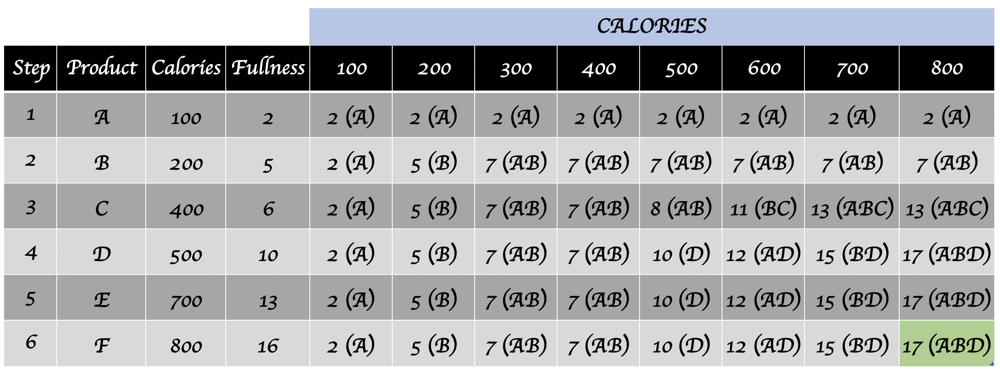 CALORIES
Step Product Calories Fullness 100 200 300 400 500 600 700 800
1 A 100 2 2 (A) 2 (A) 2 (A) 2 (A) 2 (A) 2 (A) 2 (A) 2 (A)
2 B 200 5 2 (A) 5 (B) 7 (AB) 7 (AB) 7 (AB) 7 (AB) 7 (AB) 7 (AB)
3 C 400 6 2 (A) 5 (B) 7 (AB) 7 (AB) 8 (AB) 11 (BC) 13 (ABC) 13 (ABC)
4 D 500 10 2 (A) 5 (B) 7 (AB) 7 (AB) 10 (D) 12 (AD) 15 (BD) 17 (ABD)
5 E 700 13 2 (A) 5 (B) 7 (AB) 7 (AB) 10 (D) 12 (AD) 15 (BD) 17 (ABD)
6 F 800 16 2 (A) 5 (B) 7 (AB) 7 (AB) 10 (D) 12 (AD) 15 (BD) 17 (ABD)